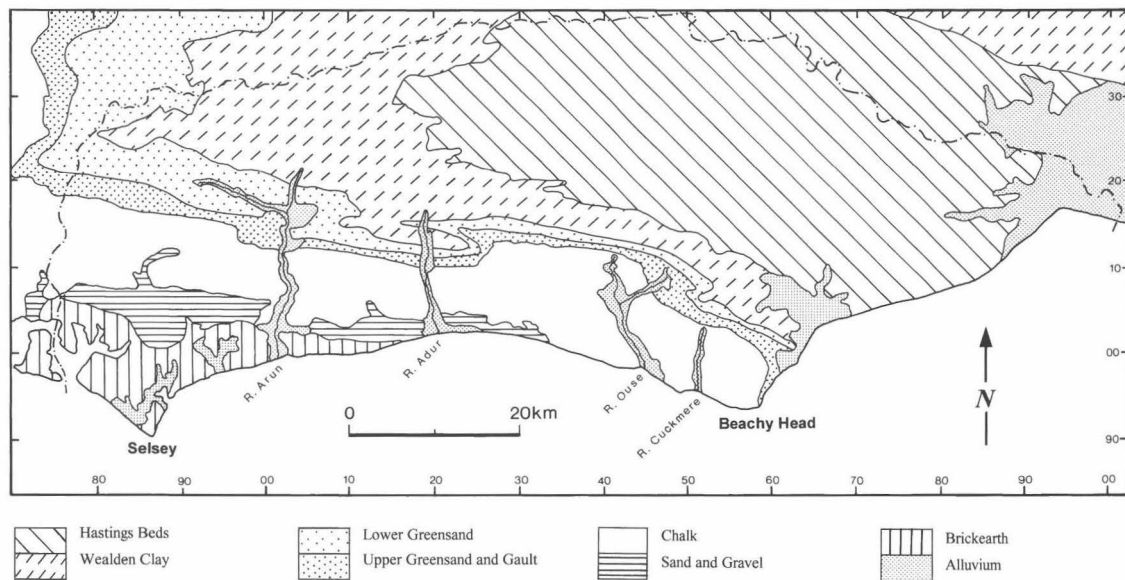 30
20
10
00
90
R. Arun
R. Adur
R. Ouse
R. Cuckmere
Selsey
Beachy Head
0 20km
N
80 90 00 10 20 30 40 50 60 70 80 90 00
Hastings Beds
Wealden Clay
Lower Greensand
Upper Greensand and Gault
Chalk
Sand and Gravel
Brickearth
Alluvium